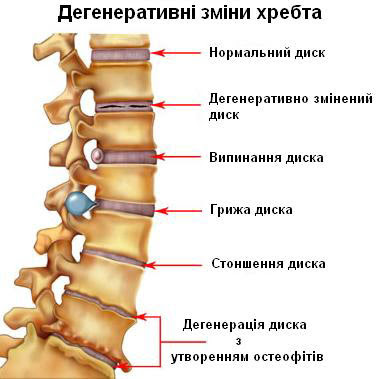 Дегенеративні зміни хребта
Нормальний диск
Дегенеративно змінений
диск
Випинання диска
Грижа диска
Стоншення диска
Дегенерація диска
з
утворенням остеофітів